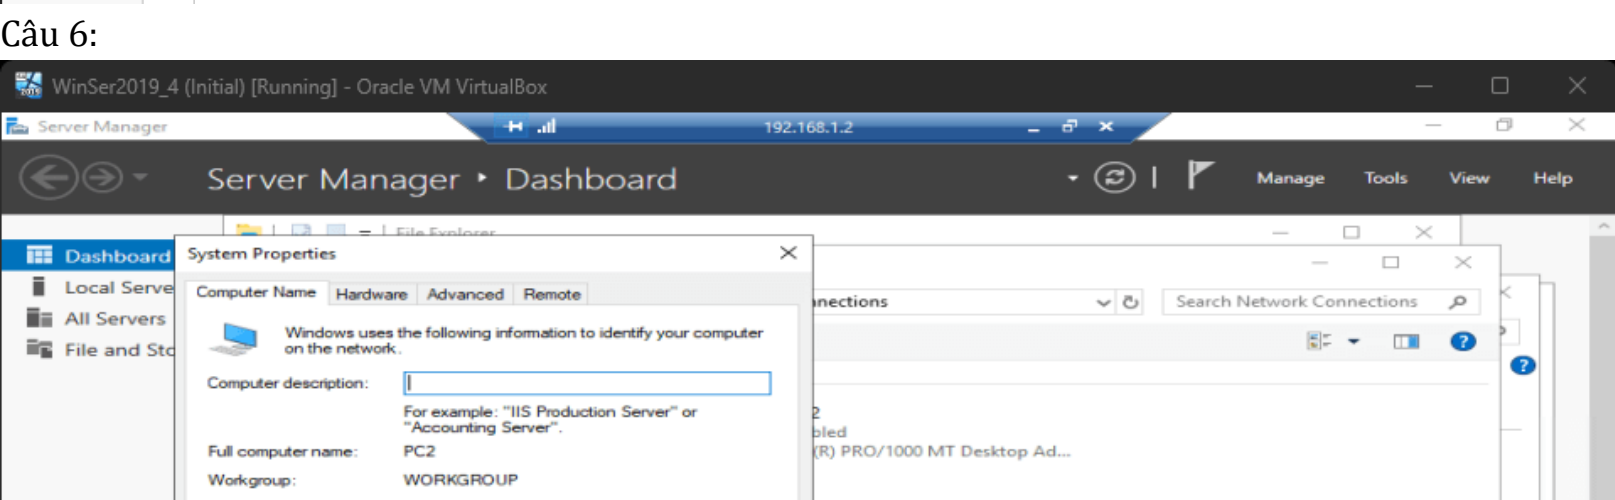 Câu 6:
WinSer2019_4 (Initial) [Running] - Oracle VM VirtualBox
Server Manager
192.168.1.2
Server Manager • Dashboard
Manage Tools View Help
File Explorer
Dashboard
Local Serve
All Servers
File and Sto
System Properties
Computer Name Hardware Advanced Remote
Windows uses the following information to identify your computer
on the network.
Computer description:
For example: "IIS Production Server" or
"Accounting Server".
Full computer name: PC2
Workgroup: WORKGROUP
nnections
Search Network Connections
2
bled
(R) PRO/1000 MT Desktop Ad...